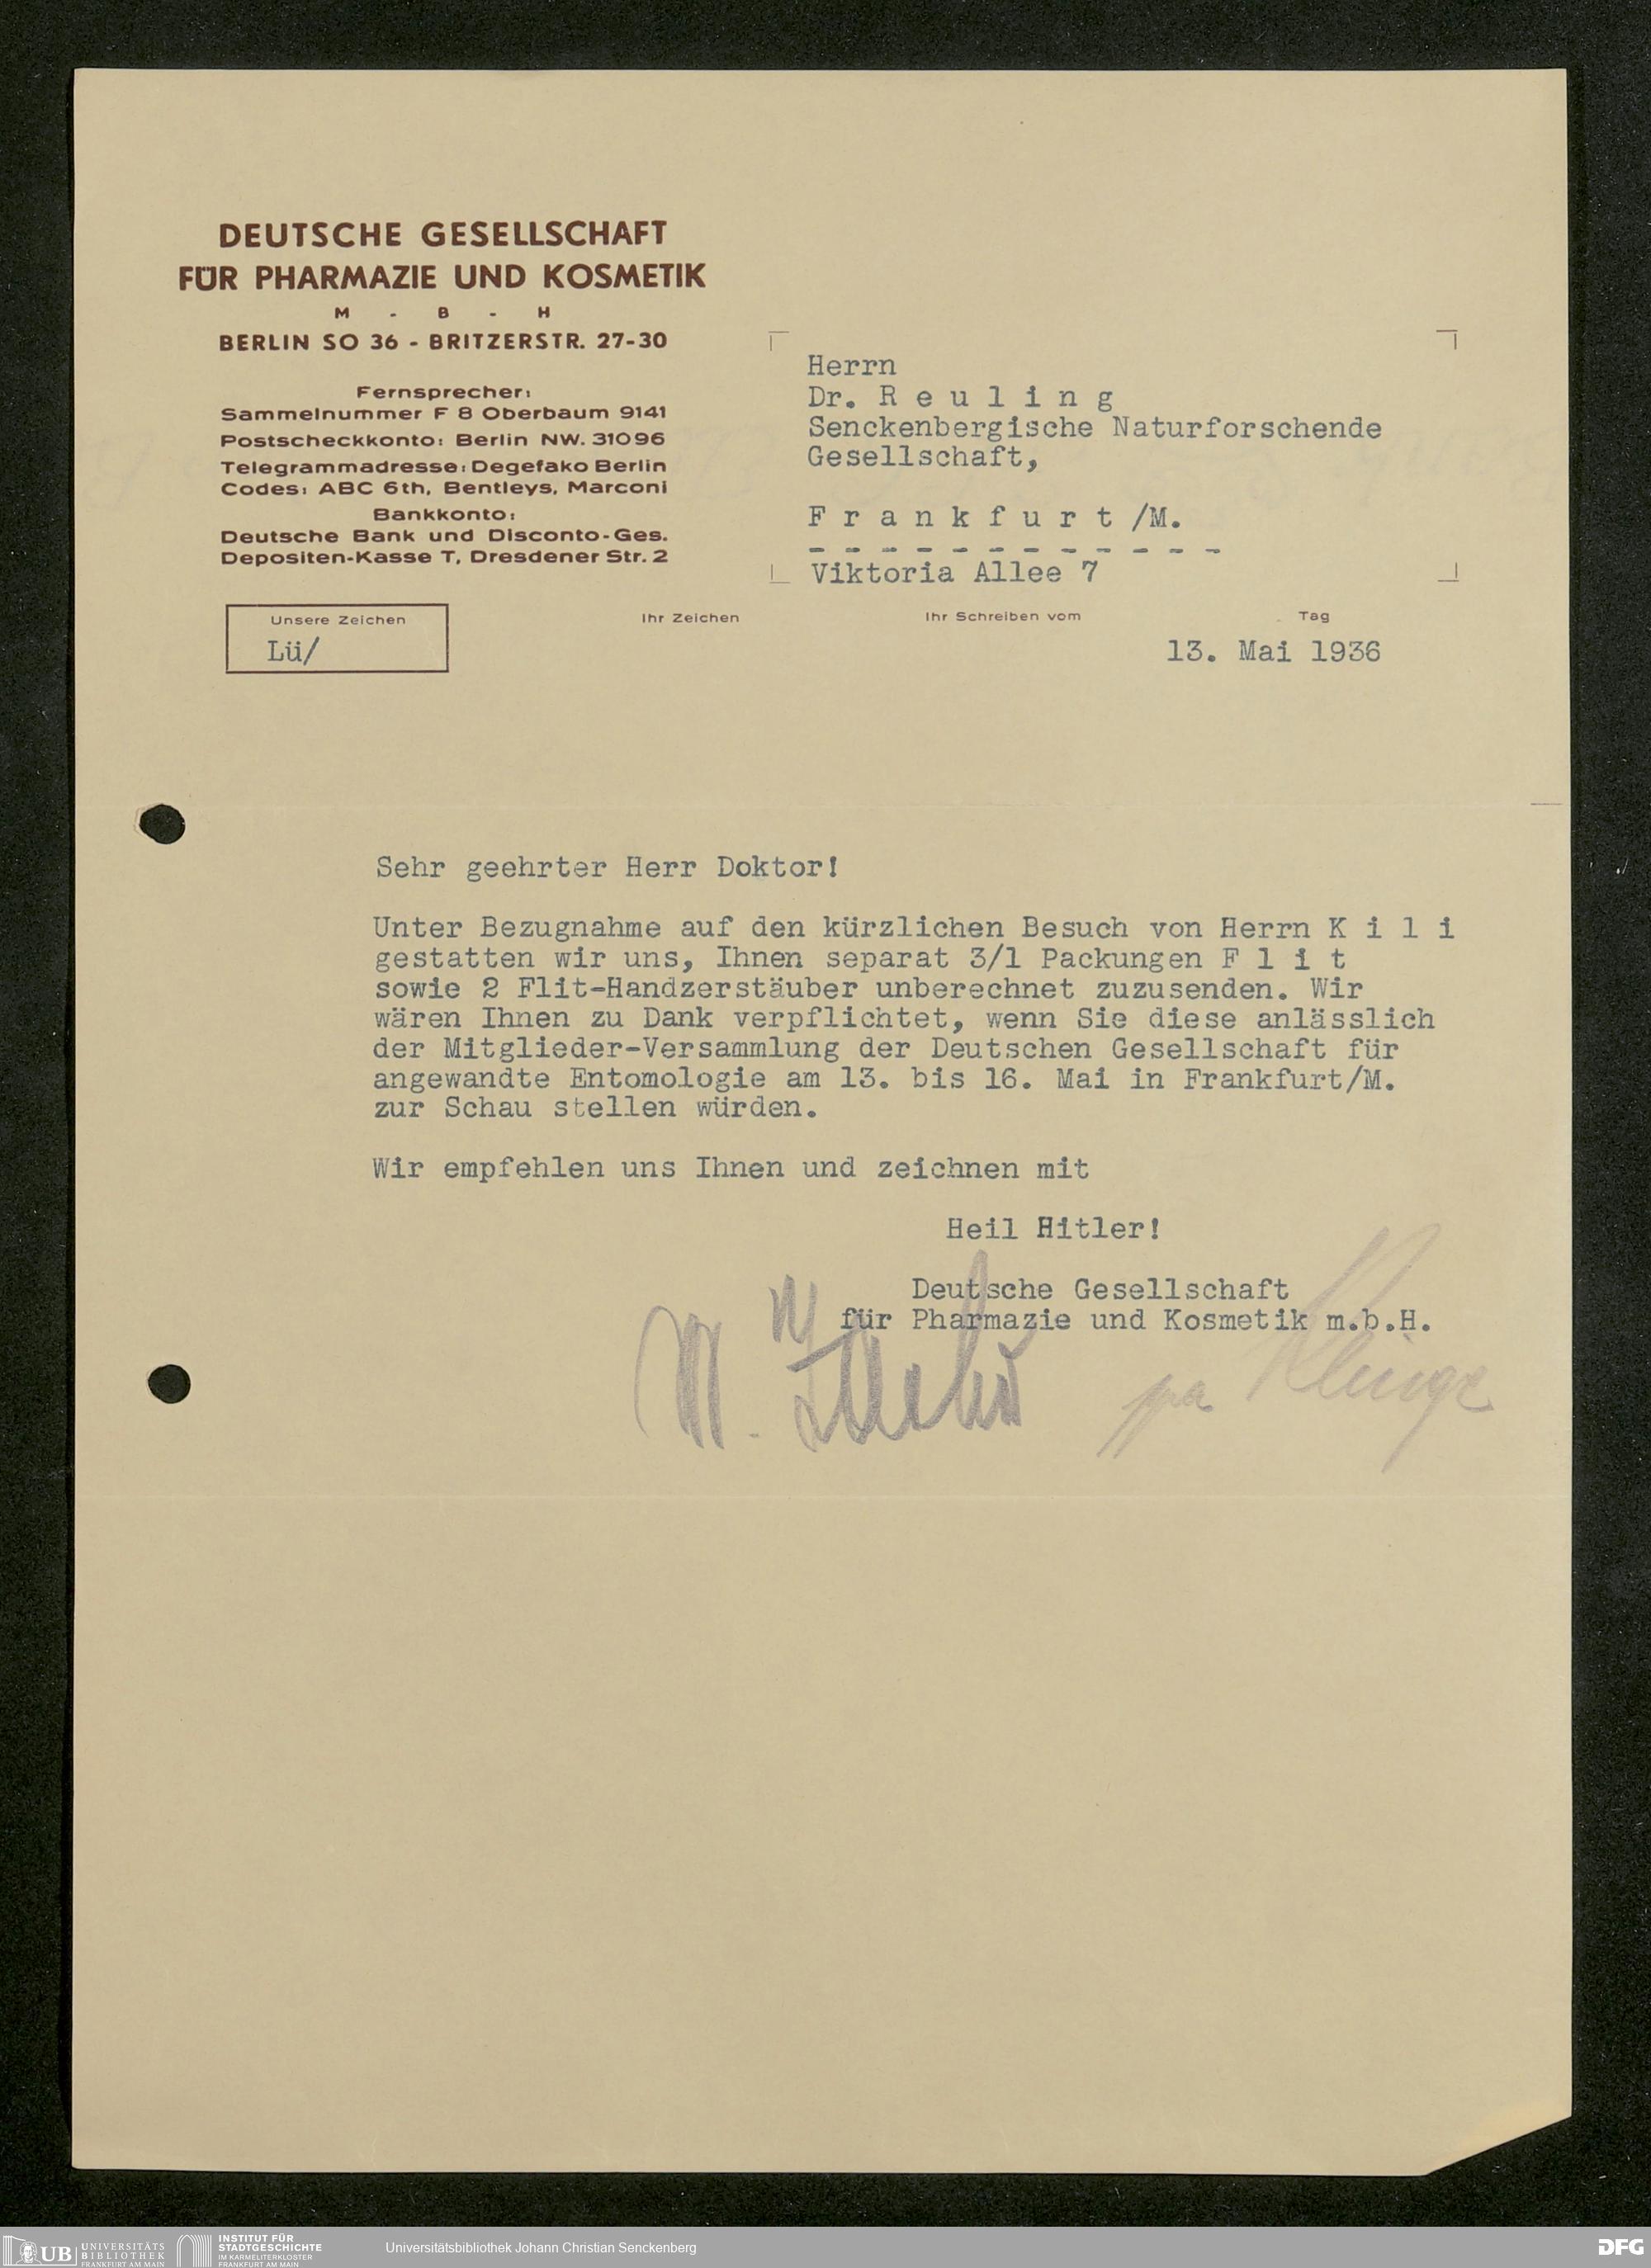 DEUTSCHE GESELLSCHAFT
FÜR PHARMAZIE UND KOSMETIK
M - B - H
BERLIN SO 36 - BRITZERSTR. 27-30
Fernsprecher:
Sammelnummer F 8 Oberbaum 9141
Postscheckkonto: Berlin NW. 31096
Telegrammadresse: Degefako Berlin
Codes: ABC 6th, Bentleys, Marconi
Bankkonto:
Deutsche Bank und Disconto-Ges.
Depositen-Kasse T, Dresdener Str. 2
Herrn
Dr. R e u l i n g
Senckenbergische Naturforschende
Gesellschaft,
F r a n k f u r t /M.
- - - - - - - - - - - -
Viktoria Allee 7
Unsere Zeichen
Lü/
Ihr Zeichen
Ihr Schreiben vom
Tag
13. Mai 1936
Sehr geehrter Herr Doktor!
Unter Bezugnahme auf den kürzlichen Besuch von Herrn K i l i
gestatten wir uns, Ihnen separat 3/1 Packungen F l i t
sowie 2 Flit-Handzerstäuber unberechnet zuzusenden. Wir
wären Ihnen zu Dank verpflichtet, wenn Sie diese anlässlich
der Mitglieder-Versammlung der Deutschen Gesellschaft für
angewandte Entomologie am 13. bis 16. Mai in Frankfurt/M.
zur Schau stellen würden.
Wir empfehlen uns Ihnen und zeichnen mit
Heil Hitler!
Deutsche Gesellschaft
für Pharmazie und Kosmetik m.b.H.
ppa Klinge
UB UNIVERSITÄTS
BIBLIOTHEK
FRANKFURT AM MAIN
INSTITUT FÜR
STADTGESCHICHTE
IM KARMELITERKLOSTER
FRANKFURT AM MAIN
Universitätsbibliothek Johann Christian Senckenberg
DFG